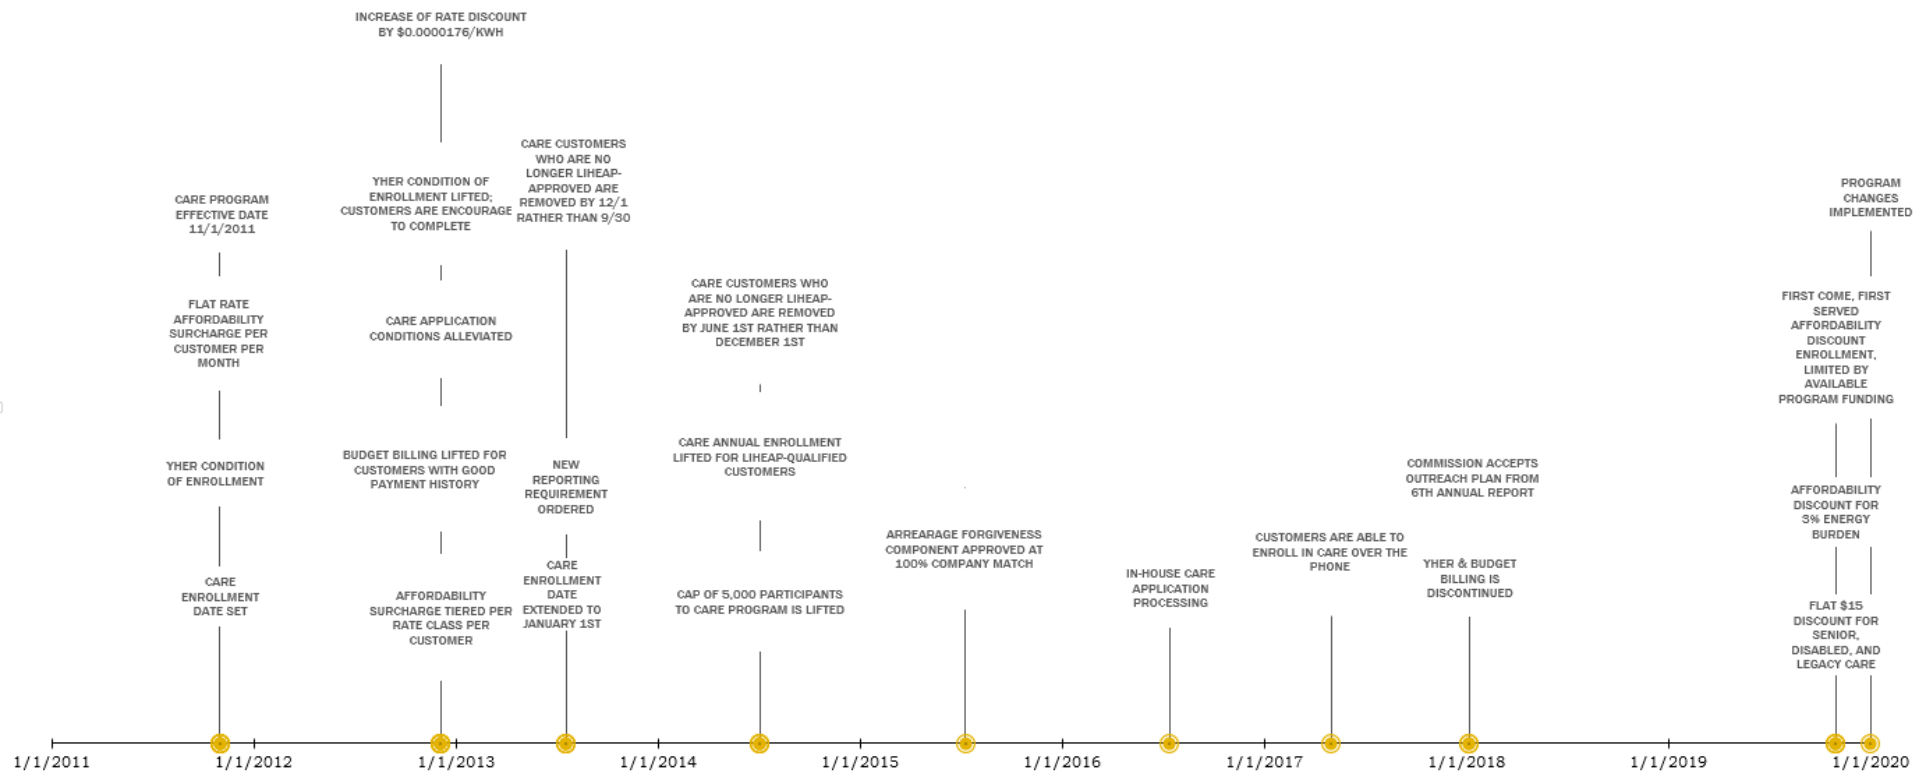 INCREASE OF RATE DISCOUNT
BY $0.0000176/KWH
CARE PROGRAM
EFFECTIVE DATE
11/1/2011
FLAT RATE
AFFORDABILITY
SURCHARGE PER
CUSTOMER PER
MONTH
YHER CONDITION
OF ENROLLMENT
CARE
ENROLLMENT
DATE SET
YHER CONDITION OF
ENROLLMENT LIFTED;
CUSTOMERS ARE ENCOURAGE
TO COMPLETE
CARE APPLICATION
CONDITIONS ALLEVIATED
BUDGET BILLING LIFTED FOR
CUSTOMERS WITH GOOD
PAYMENT HISTORY
AFFORDABILITY
SURCHARGE TIERED PER
RATE CLASS PER
CUSTOMER
CARE CUSTOMERS
WHO ARE NO
LONGER LIHEAP-
APPROVED ARE
REMOVED BY 12/1
RATHER THAN 9/30
NEW
REPORTING
REQUIREMENT
ORDERED
CARE
ENROLLMENT
DATE
EXTENDED TO
JANUARY 1ST
CARE CUSTOMERS WHO
ARE NO LONGER LIHEAP-
APPROVED ARE REMOVED
BY JUNE 1ST RATHER THAN
DECEMBER 1ST
CARE ANNUAL ENROLLMENT
LIFTED FOR LIHEAP-QUALIFIED
CUSTOMERS
CAP OF 5,000 PARTICIPANTS
TO CARE PROGRAM IS LIFTED
ARREARAGE FORGIVENESS
COMPONENT APPROVED AT
100% COMPANY MATCH
IN-HOUSE CARE
APPLICATION
PROCESSING
CUSTOMERS ARE ABLE TO
ENROLL IN CARE OVER THE
PHONE
COMMISSION ACCEPTS
OUTREACH PLAN FROM
6TH ANNUAL REPORT
YHER & BUDGET
BILLING IS
DISCONTINUED
PROGRAM
CHANGES
IMPLEMENTED
FIRST COME, FIRST
SERVED
AFFORDABILITY
DISCOUNT
ENROLLMENT,
LIMITED BY
AVAILABLE
PROGRAM FUNDING
AFFORDABILITY
DISCOUNT FOR
3% ENERGY
BURDEN
FLAT $15
DISCOUNT FOR
SENIOR,
DISABLED, AND
LEGACY CARE
1/1/2011
1/1/2012
1/1/2013
1/1/2014
1/1/2015
1/1/2016
1/1/2017
1/1/2018
1/1/2019
1/1/2020